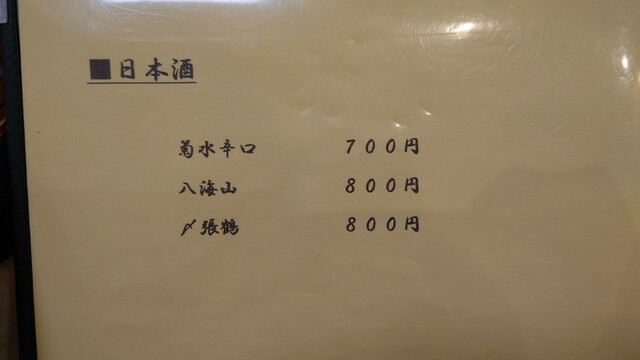 ■日本酒
菊水辛口 700円
八海山 800円
〆張鶴 800円